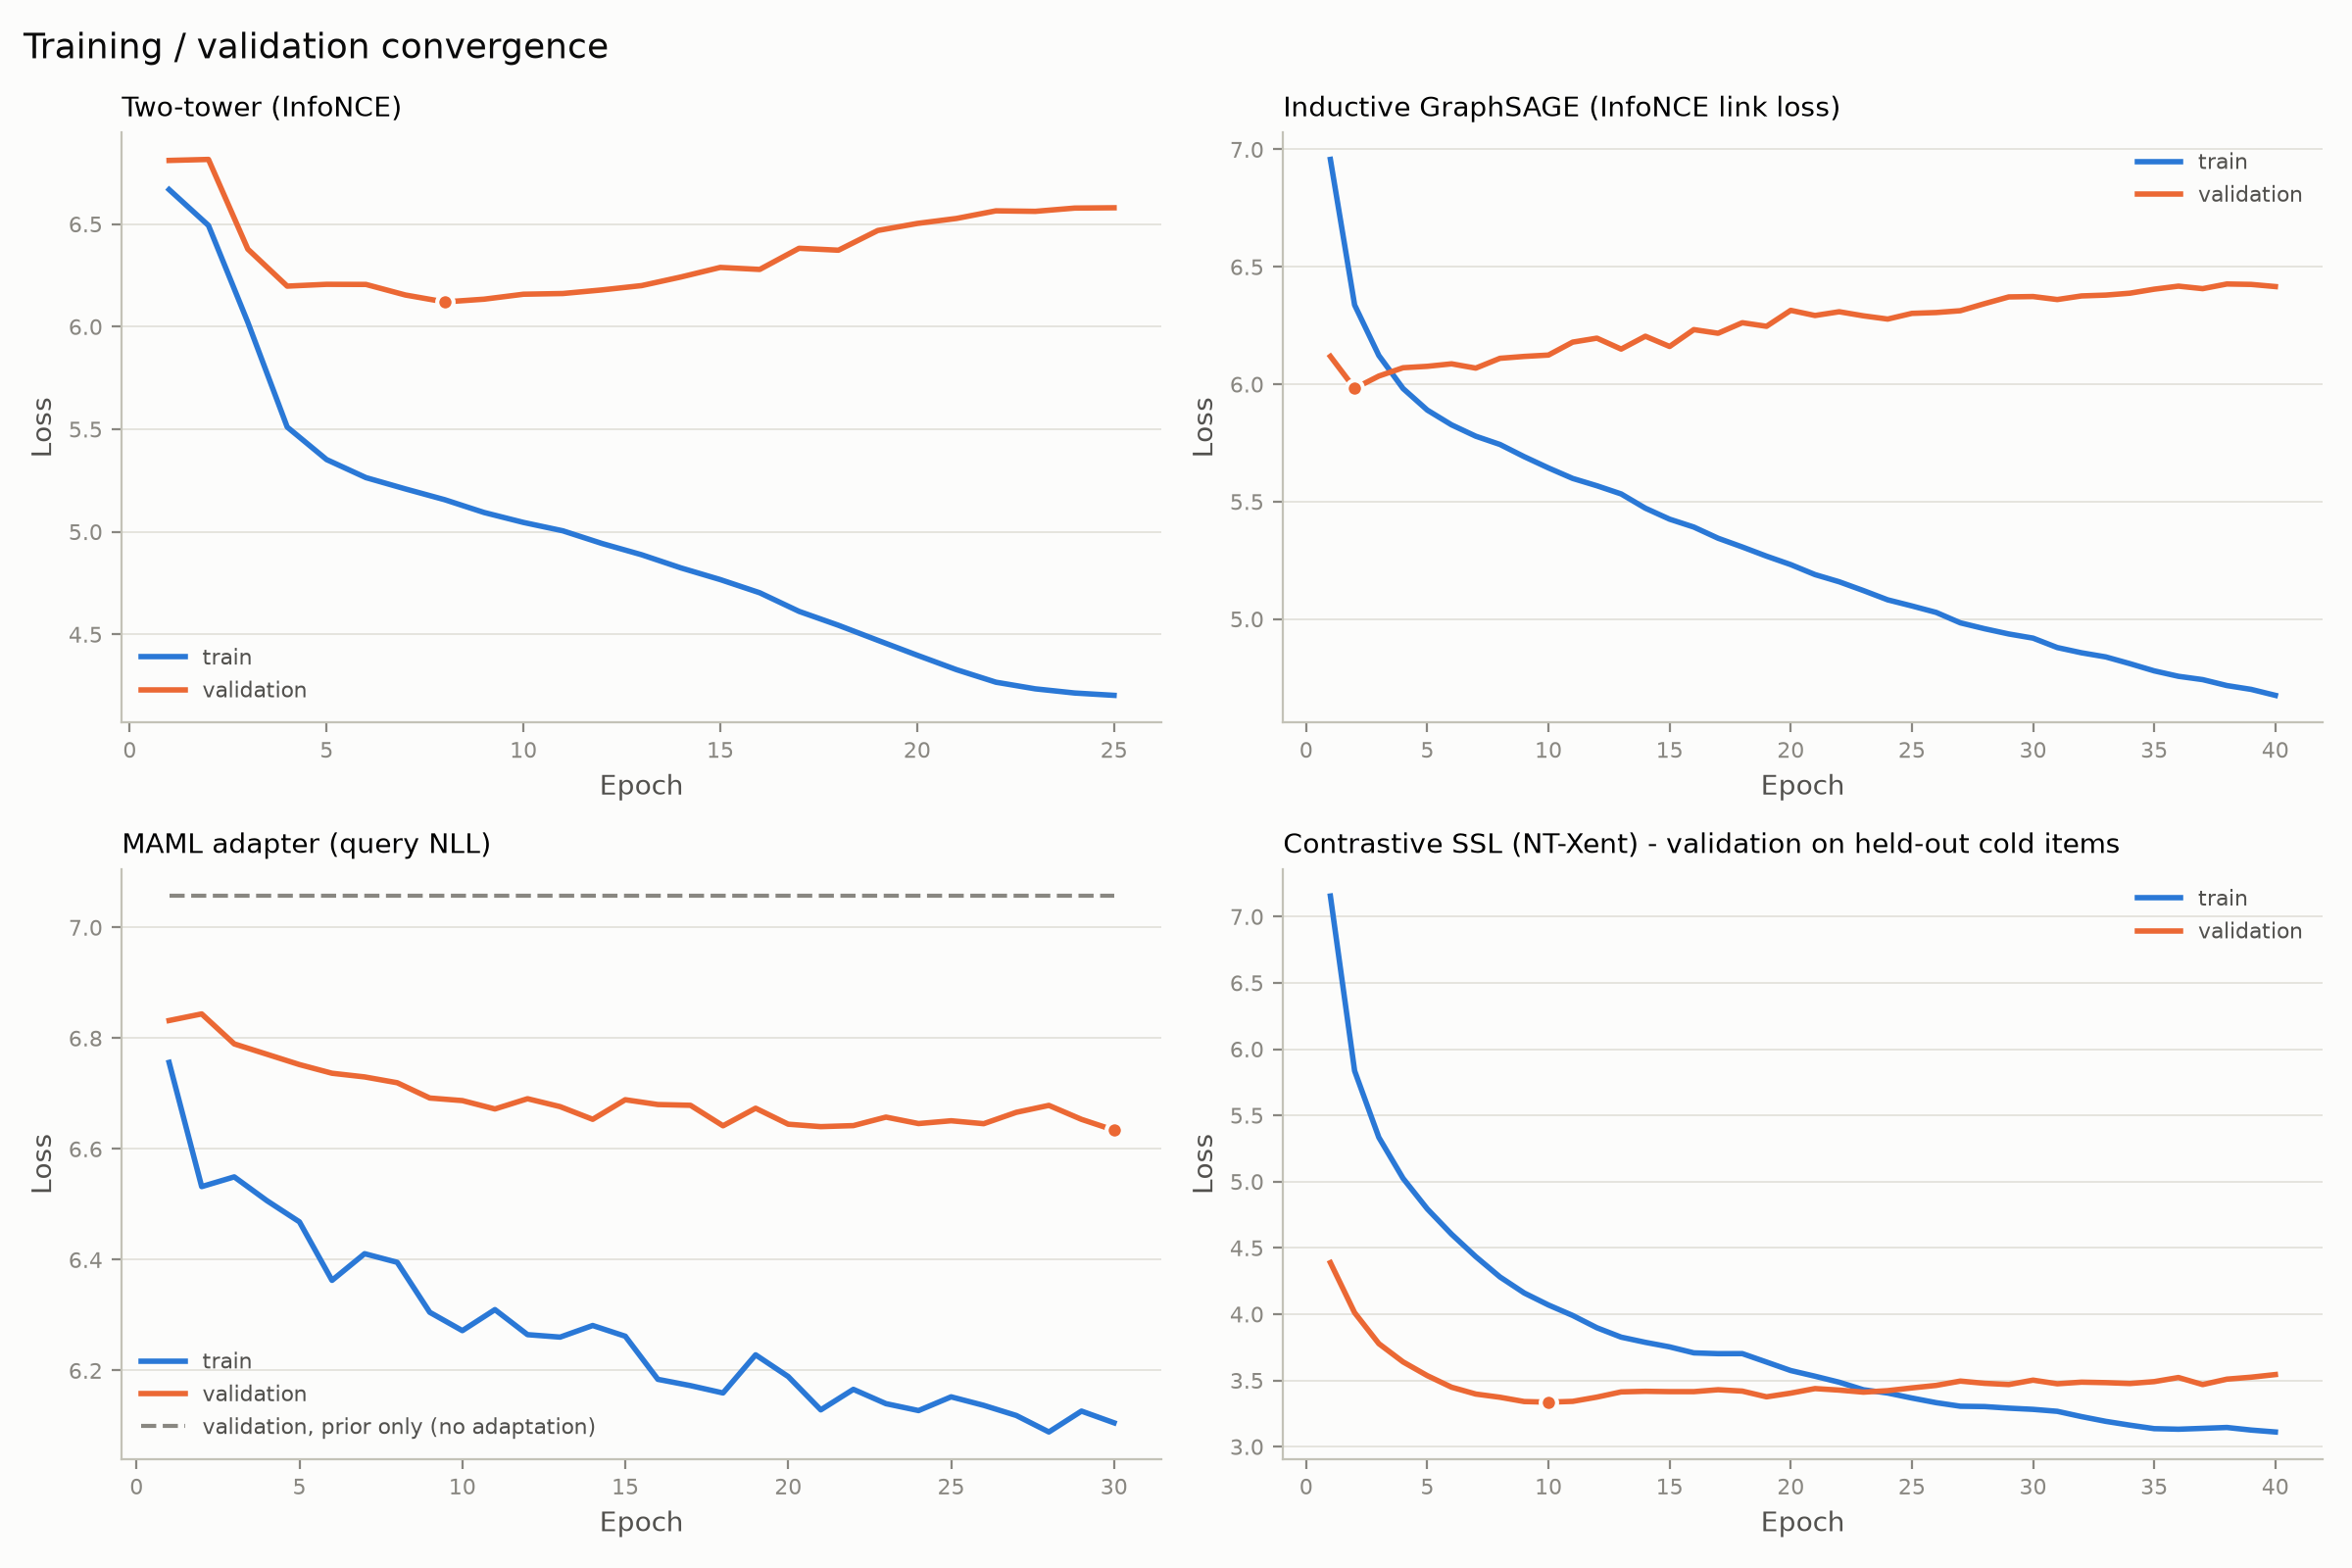 Training / validation convergence
Two-tower (InfoNCE)
Loss
6.5
6.0
5.5
5.0
4.5
train
validation
0 5 10 15 20 25
Epoch
Inductive GraphSAGE (InfoNCE link loss)
Loss
7.0
6.5
6.0
5.5
5.0
train
validation
0 5 10 15 20 25 30 35 40
Epoch
MAML adapter (query NLL)
Loss
7.0
6.8
6.6
6.4
6.2
train
validation
validation, prior only (no adaptation)
0 5 10 15 20 25 30
Epoch
Contrastive SSL (NT-Xent) - validation on held-out cold items
Loss
7.0
6.5
6.0
5.5
5.0
4.5
4.0
3.5
3.0
train
validation
0 5 10 15 20 25 30 35 40
Epoch